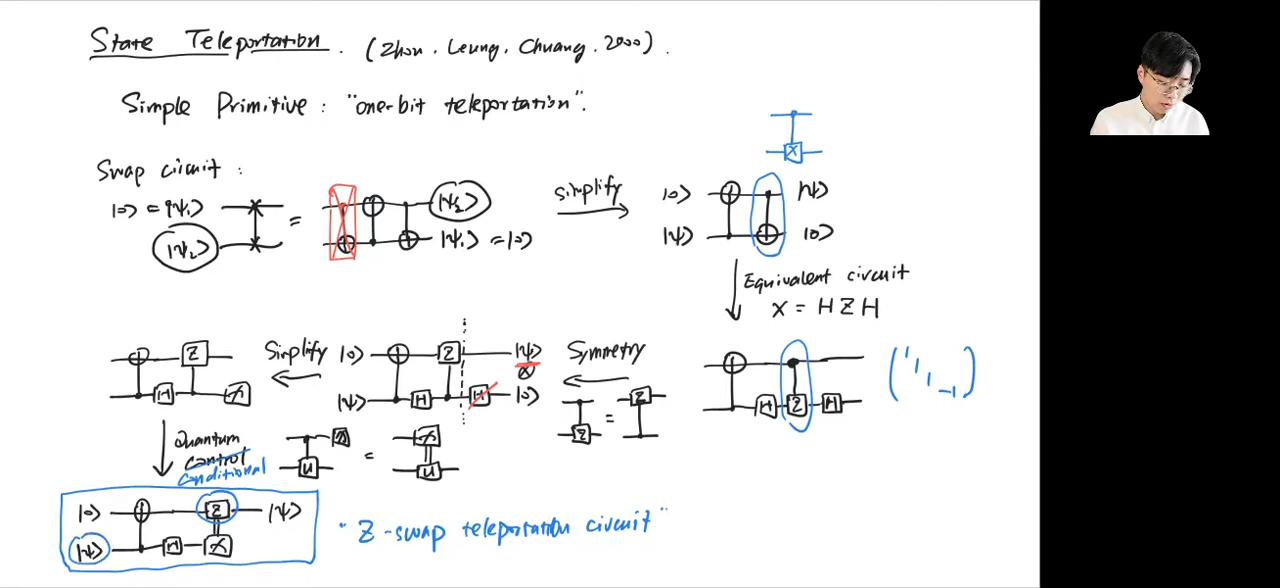 State Teleportation. (Zhou, Leung, Chuang, 2000).
Simple Primitive: "one-bit teleportation".
X
Swap circuit:
|0⟩ = |ψ₁⟩
=
|ψ₂⟩
simplify
|0⟩ |ψ⟩
|ψ₂⟩ |ψ₁⟩ = |0⟩
|ψ⟩ |0⟩
Equivalent circuit
X = HZH
Z
H
Simplify
|0⟩ Z |ψ⟩
⊗
|ψ⟩ H H |0⟩
Symmetry
Z = Z
H Z H
(1 1 1 -1)
Quantum
control
Conditional
U = U
|0⟩ Z |ψ⟩
|ψ⟩ H
"Z-swap teleportation circuit"